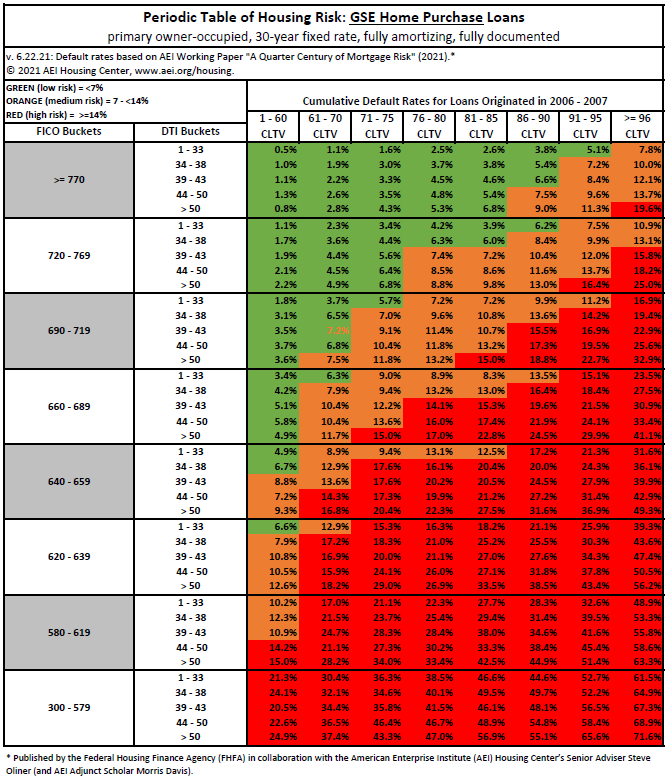 Periodic Table of Housing Risk: GSE Home Purchase Loans
primary owner-occupied, 30-year fixed rate, fully amortizing, fully documented
v. 6.22.21: Default rates based on AEI Working Paper "A Quarter Century of Mortgage Risk" (2021).*
© 2021 AEI Housing Center, www.aei.org/housing.
GREEN (low risk) = <7%
ORANGE (medium risk) = 7 - <14%
RED (high risk) = >=14%
Cumulative Default Rates for Loans Originated in 2006 - 2007
FICO Buckets DTI Buckets 1 - 60 CLTV 61 - 70 CLTV 71 - 75 CLTV 76 - 80 CLTV 81 - 85 CLTV 86 - 90 CLTV 91 - 95 CLTV >= 96 CLTV
>= 770
1 - 33 0.5% 1.1% 1.6% 2.5% 2.6% 3.8% 5.1% 7.8%
34 - 38 1.0% 1.9% 3.0% 3.7% 3.8% 5.4% 7.2% 10.0%
39 - 43 1.1% 2.2% 3.3% 4.5% 4.6% 6.6% 8.4% 12.1%
44 - 50 1.3% 2.6% 3.5% 4.8% 5.4% 7.5% 9.6% 13.7%
> 50 0.8% 2.8% 4.3% 5.3% 6.8% 9.0% 11.3% 19.6%
720 - 769
1 - 33 1.1% 2.3% 3.4% 4.2% 3.9% 6.2% 7.5% 10.9%
34 - 38 1.7% 3.6% 4.4% 6.3% 6.0% 8.4% 9.9% 13.1%
39 - 43 1.9% 4.4% 5.6% 7.4% 7.2% 10.4% 12.0% 15.8%
44 - 50 2.1% 4.5% 6.4% 8.5% 8.6% 11.6% 13.7% 18.2%
> 50 2.2% 4.9% 6.8% 8.8% 9.8% 13.0% 16.4% 25.0%
690 - 719
1 - 33 1.8% 3.7% 5.7% 7.2% 7.2% 9.9% 11.2% 16.9%
34 - 38 3.1% 6.5% 7.0% 9.6% 10.8% 13.6% 14.2% 19.4%
39 - 43 3.5% 7.2% 9.1% 11.4% 10.7% 15.5% 16.9% 22.9%
44 - 50 3.7% 6.8% 10.4% 11.8% 13.2% 17.3% 19.5% 25.6%
> 50 3.6% 7.5% 11.8% 13.2% 15.0% 18.8% 22.7% 32.9%
660 - 689
1 - 33 3.4% 6.3% 9.0% 8.9% 8.3% 13.5% 15.1% 23.5%
34 - 38 4.2% 7.9% 9.4% 13.2% 13.0% 16.4% 18.4% 27.5%
39 - 43 5.1% 10.4% 12.2% 14.1% 15.3% 19.6% 21.5% 30.9%
44 - 50 5.8% 10.4% 13.6% 16.0% 17.4% 21.9% 24.1% 33.4%
> 50 4.9% 11.7% 15.0% 17.0% 22.8% 24.5% 29.9% 41.1%
640 - 659
1 - 33 4.9% 8.9% 9.4% 13.1% 12.5% 17.2% 21.3% 31.6%
34 - 38 6.7% 12.9% 17.6% 16.1% 20.4% 20.0% 24.3% 36.1%
39 - 43 8.8% 13.6% 17.6% 20.2% 20.5% 24.5% 27.9% 39.9%
44 - 50 7.2% 14.3% 17.3% 19.9% 21.2% 27.2% 31.4% 42.9%
> 50 9.3% 16.8% 20.4% 22.3% 27.5% 31.6% 36.9% 49.3%
620 - 639
1 - 33 6.6% 12.9% 15.3% 16.3% 18.2% 21.1% 25.9% 39.3%
34 - 38 7.9% 17.2% 18.3% 21.0% 25.2% 25.5% 30.3% 43.6%
39 - 43 10.8% 16.9% 20.0% 21.1% 27.0% 27.6% 34.3% 47.4%
44 - 50 10.5% 15.9% 24.1% 26.0% 27.1% 31.8% 37.8% 50.5%
> 50 12.6% 18.2% 29.0% 26.9% 33.5% 38.5% 43.4% 56.2%
580 - 619
1 - 33 10.2% 17.0% 21.1% 22.3% 27.7% 28.3% 32.6% 48.9%
34 - 38 12.3% 21.5% 23.7% 25.4% 29.4% 31.4% 39.5% 53.3%
39 - 43 10.9% 24.7% 28.3% 28.4% 38.0% 34.6% 41.6% 55.8%
44 - 50 14.2% 21.1% 27.3% 30.2% 33.3% 38.4% 45.4% 58.6%
> 50 15.0% 28.2% 34.0% 33.4% 42.5% 44.9% 51.4% 63.3%
300 - 579
1 - 33 21.3% 30.4% 36.3% 38.5% 46.6% 44.6% 52.7% 61.5%
34 - 38 24.1% 32.1% 34.6% 40.1% 49.5% 49.7% 52.2% 64.9%
39 - 43 20.5% 34.4% 35.8% 41.5% 46.1% 50.3% 56.5% 67.3%
44 - 50 22.6% 36.5% 46.4% 46.7% 48.9% 54.8% 58.4% 68.9%
> 50 24.9% 37.4% 43.3% 47.0% 56.9% 55.1% 65.6% 71.6%
* Published by the Federal Housing Finance Agency (FHFA) in collaboration with the American Enterprise Institute (AEI) Housing Center's Senior Adviser Steve
Oliner (and AEI Adjunct Scholar Morris Davis).